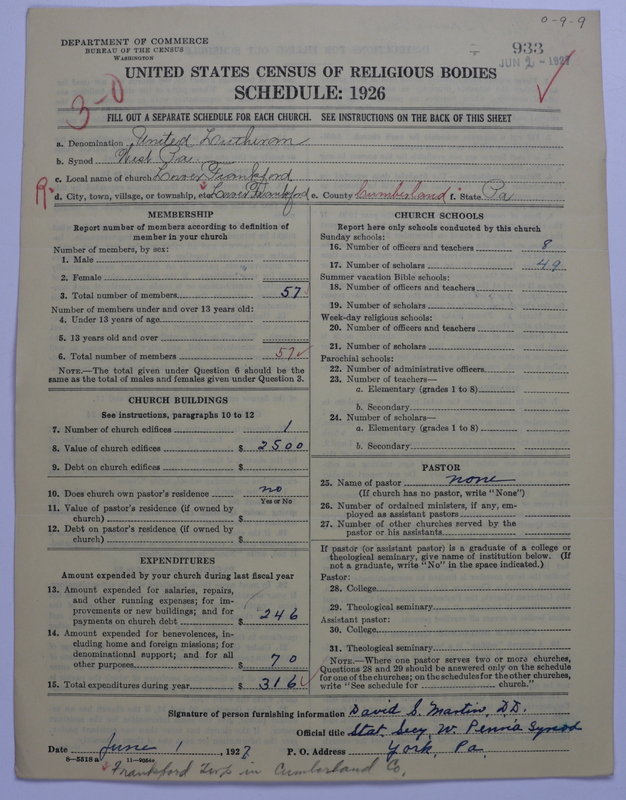 0-9-9
DEPARTMENT OF COMMERCE
BUREAU OF THE CENSUS
WASHINGTON
933
JUN 2 - 1927
UNITED STATES CENSUS OF RELIGIOUS BODIES
SCHEDULE: 1926
3-0
FILL OUT A SEPARATE SCHEDULE FOR EACH CHURCH. SEE INSTRUCTIONS ON THE BACK OF THIS SHEET
a. Denomination United Lutheran
b. Synod West Pa
c. Local name of church Lower Frankford
R. d. City, town, village, or township, etc. Lower Frankford e. County Cumberland f. State Pa
MEMBERSHIP
Report number of members according to definition of
member in your church
Number of members, by sex:
1. Male
2. Female
3. Total number of members 57
Number of members under and over 13 years old:
4. Under 13 years of age
5. 13 years old and over
6. Total number of members 57
NOTE.—The total given under Question 6 should be the
same as the total of males and females given under Question 3.
CHURCH BUILDINGS
See instructions, paragraphs 10 to 12
7. Number of church edifices 1
8. Value of church edifices $ 2500
9. Debt on church edifices $
10. Does church own pastor's residence no
Yes or No
11. Value of pastor's residence (if owned by
church) $
12. Debt on pastor's residence (if owned by
church) $
EXPENDITURES
Amount expended by your church during last fiscal year
13. Amount expended for salaries, repairs,
and other running expenses; for im-
provements or new buildings; and for
payments on church debt $ 246
14. Amount expended for benevolences, in-
cluding home and foreign missions; for
denominational support; and for all
other purposes $ 70
15. Total expenditures during year $ 316
CHURCH SCHOOLS
Report here only schools conducted by this church
Sunday schools:
16. Number of officers and teachers 8
17. Number of scholars 49
Summer vacation Bible schools:
18. Number of officers and teachers
19. Number of scholars
Week-day religious schools:
20. Number of officers and teachers
21. Number of scholars
Parochial schools:
22. Number of administrative officers
23. Number of teachers—
a. Elementary (grades 1 to 8)
b. Secondary
24. Number of scholars—
a. Elementary (grades 1 to 8)
b. Secondary
PASTOR
25. Name of pastor none
(If church has no pastor, write "None")
26. Number of ordained ministers, if any, em-
ployed as assistant pastors
27. Number of other churches served by the
pastor or his assistants
If pastor (or assistant pastor) is a graduate of a college or
theological seminary, give name of institution below. (If
not a graduate, write "No" in the space indicated.)
Pastor:
28. College
29. Theological seminary
Assistant pastor:
30. College
31. Theological seminary
NOTE.—Where one pastor serves two or more churches,
Questions 28 and 29 should be answered only on the schedule
for one of the churches; on the schedules for the other churches,
write "See schedule for ... church."
Signature of person furnishing information David S. Martin, D.D.
Official title Stat. Secy W. Penn'a Synod
Date June 1, 1927 P. O. Address York, Pa.
8—5518a 11—9054a
Frankford Twp in Cumberland Co.